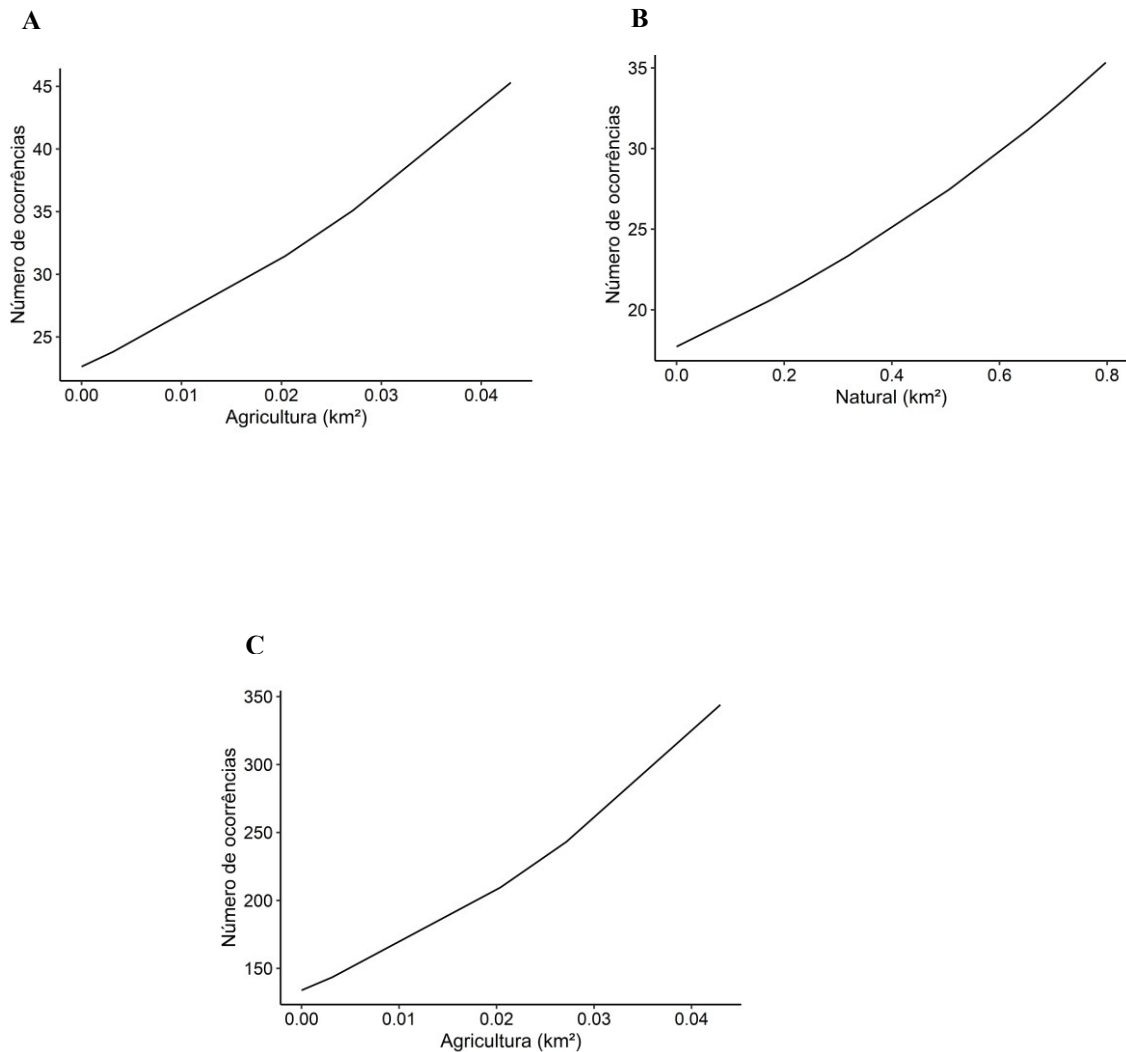 A
Número de ocorrências
45
40
35
30
25
0.00 0.01 0.02 0.03 0.04
Agricultura (km²)
B
Número de ocorrências
35
30
25
20
0.0 0.2 0.4 0.6 0.8
Natural (km²)
C
Número de ocorrências
350
300
250
200
150
0.00 0.01 0.02 0.03 0.04
Agricultura (km²)